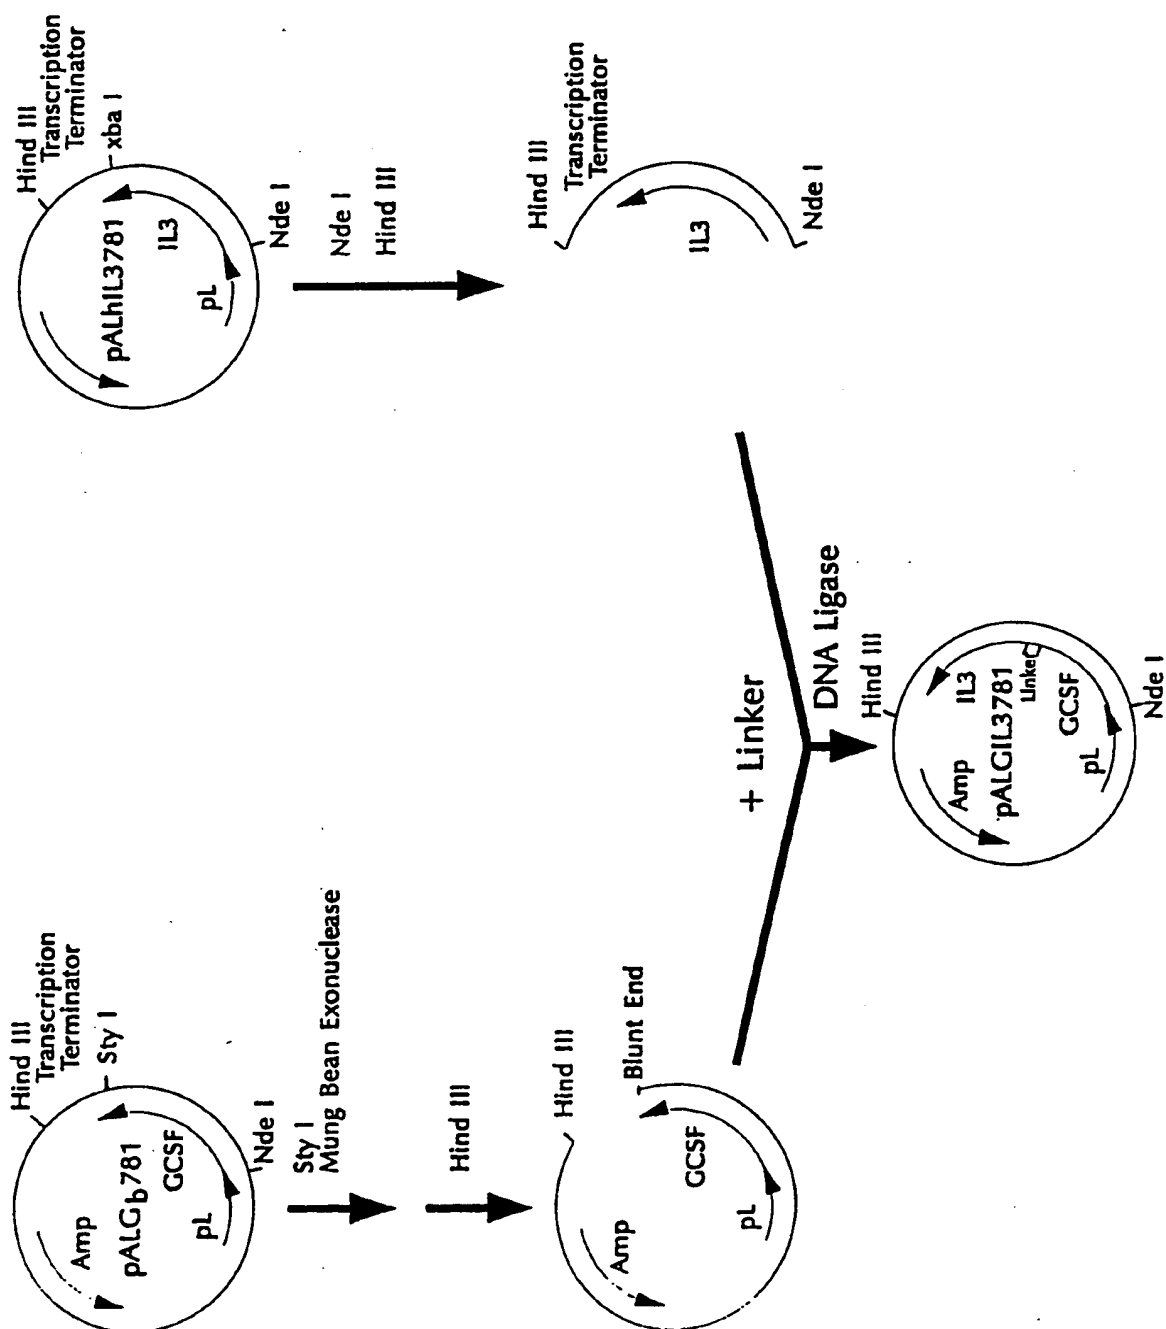 Hind III
Transcription
Terminator
Sty I
Amp
pALGb781
GCSF
pL
Nde I
Sty I
Mung Bean Exonuclease
Hind III
Hind III
Blunt End
Amp
GCSF
pL
Hind III
Transcription
Terminator
xba I
pALhIL3781
IL3
pL
Nde I
Nde I
Hind III
Hind III
Transcription
Terminator
IL3
Nde I
+ Linker
DNA Ligase
Hind III
Amp
IL3
pALGIL3781
Linker
GCSF
pL
Nde I